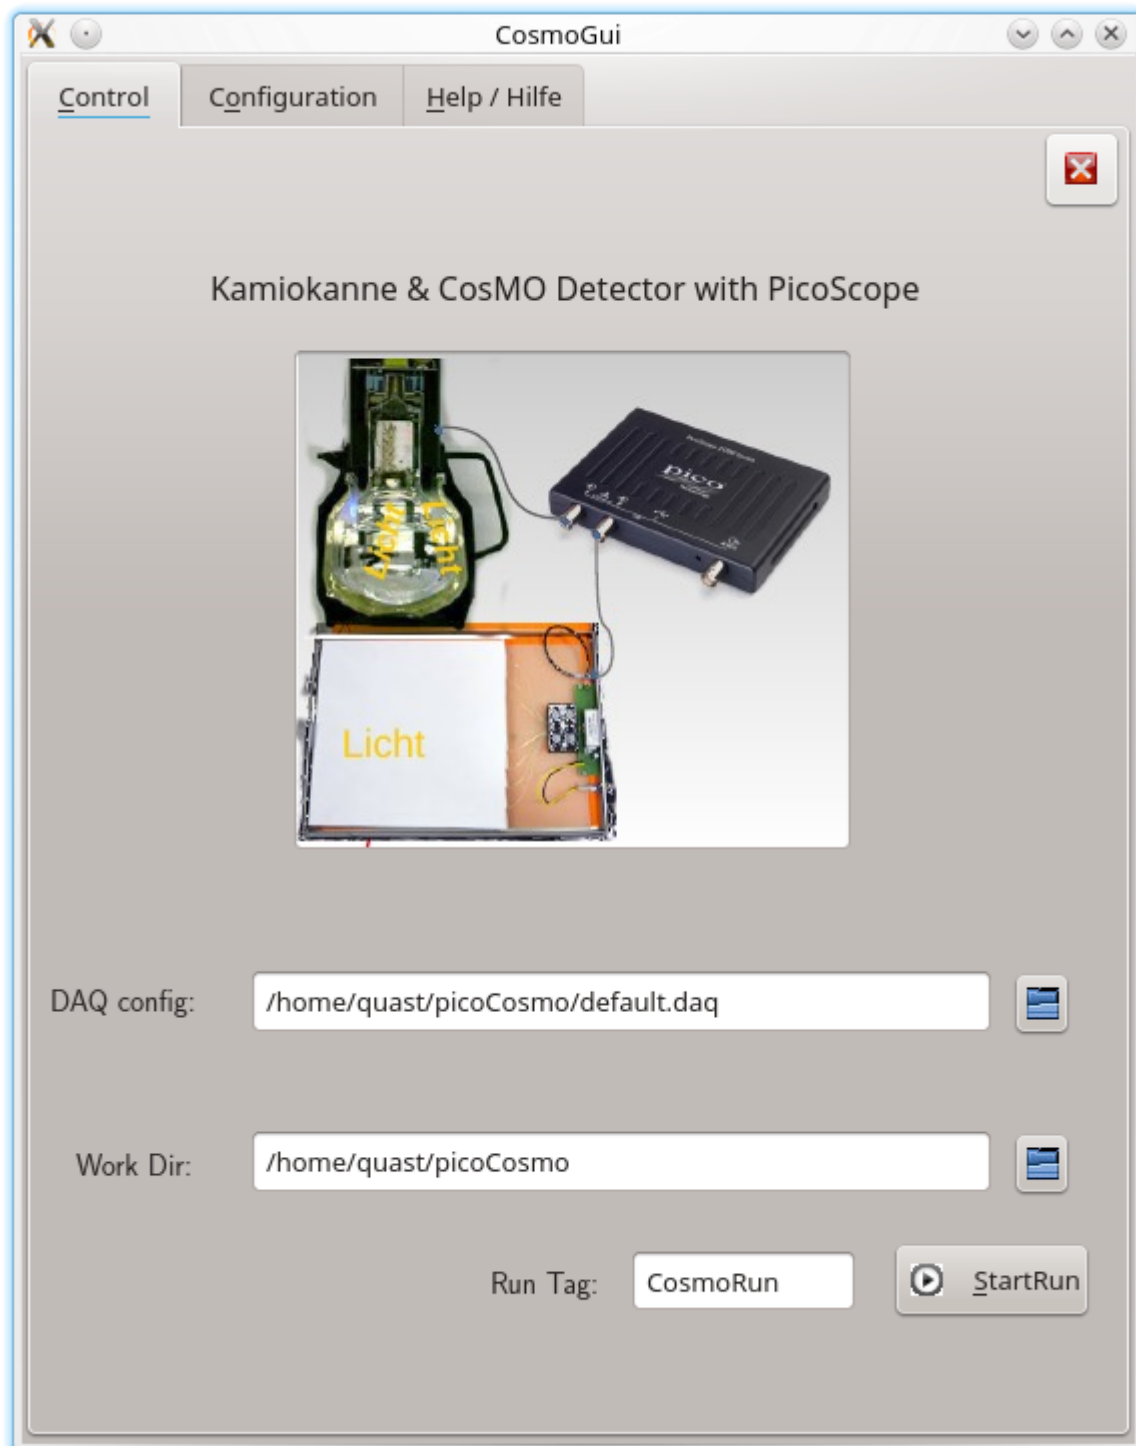 CosmoGui
Control
Configuration
Help / Hilfe
Kamiokanne & CosMO Detector with PicoScope
pico
Licht
Licht
Licht
DAQ config:
/home/quast/picoCosmo/default.daq
Work Dir:
/home/quast/picoCosmo
Run Tag:
CosmoRun
StartRun